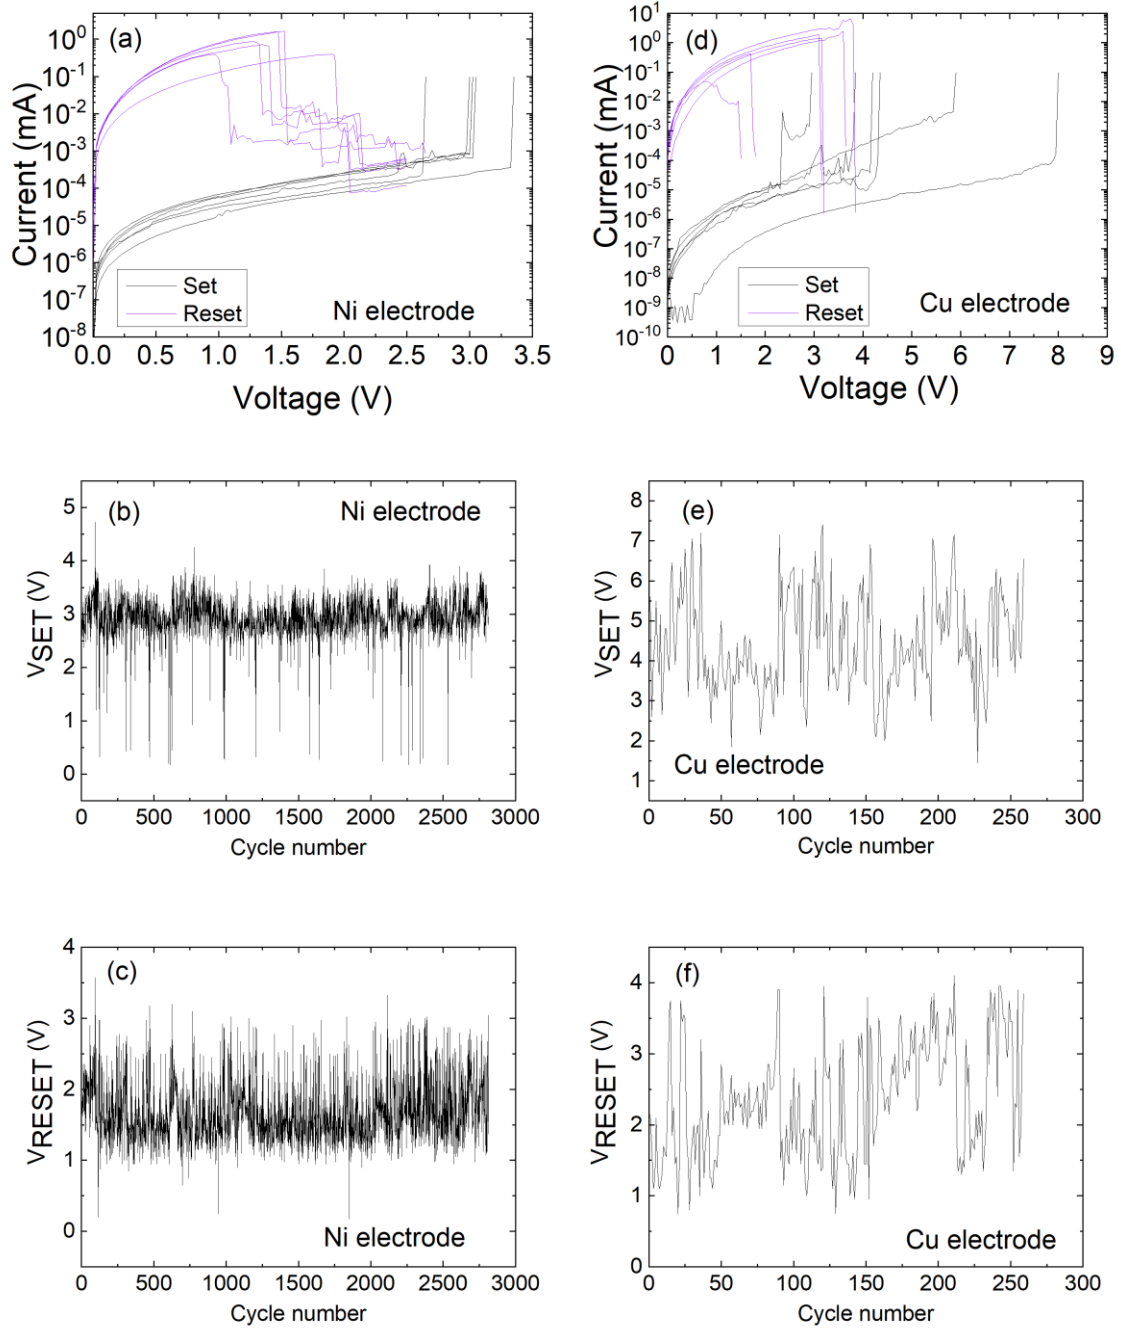 (a)
Current (mA)
10^0
10^-1
10^-2
10^-3
10^-4
10^-5
10^-6
10^-7
10^-8
Set
Reset
Ni electrode
0.0 0.5 1.0 1.5 2.0 2.5 3.0 3.5
Voltage (V)
(d)
Current (mA)
10^1
10^0
10^-1
10^-2
10^-3
10^-4
10^-5
10^-6
10^-7
10^-8
10^-9
10^-10
Set
Reset
Cu electrode
0 1 2 3 4 5 6 7 8 9
Voltage (V)
(b)
Ni electrode
VSET (V)
5
4
3
2
1
0
0 500 1000 1500 2000 2500 3000
Cycle number
(e)
VSET (V)
8
7
6
5
4
3
2
1
Cu electrode
0 50 100 150 200 250 300
Cycle number
(c)
VRESET (V)
4
3
2
1
0
Ni electrode
0 500 1000 1500 2000 2500 3000
Cycle number
(f)
VRESET (V)
4
3
2
1
0
Cu electrode
0 50 100 150 200 250 300
Cycle number